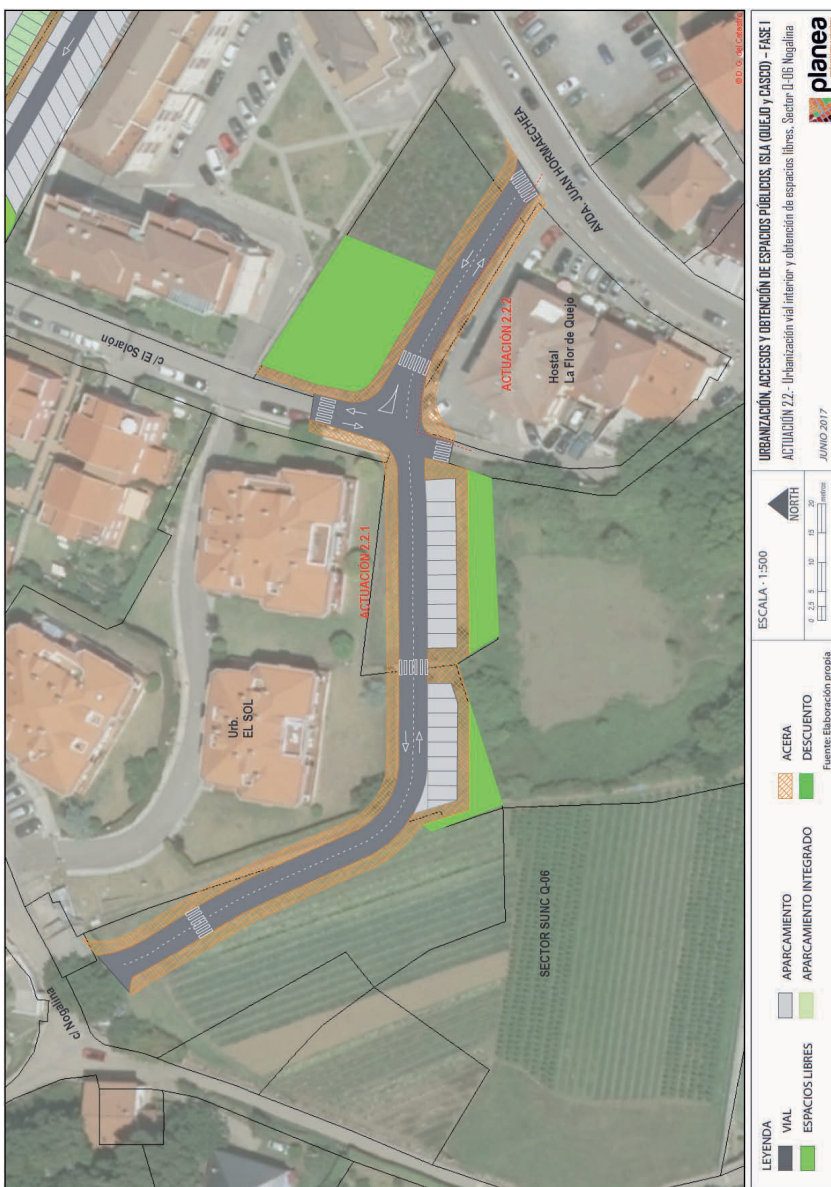 c/ Nogalina
Urb.
EL SOL
ACTUACIÓN 2.2.1
c/ El Solarón
ACTUACIÓN 2.2.2
Hostal
La Flor de Quejo
AVDA. JUAN HORMAECHEA
SECTOR SUNC Q-06
© D. G. del Catastro
LEYENDA
VIAL
ESPACIOS LIBRES
APARCAMIENTO
APARCAMIENTO INTEGRADO
ACERA
DESCUENTO
Fuente: Elaboración propia
ESCALA - 1:500
NORTH
0 2,5 5 10 15 20
metros
URBANIZACIÓN, ACCESOS Y OBTENCIÓN DE ESPACIOS PÚBLICOS, ISLA (QUEJO y CASCO) - FASE I
ACTUACIÓN 2.2.- Urbanización vial interior y obtención de espacios libres, Sector Q-06 Nogalina
JUNIO 2017
planea